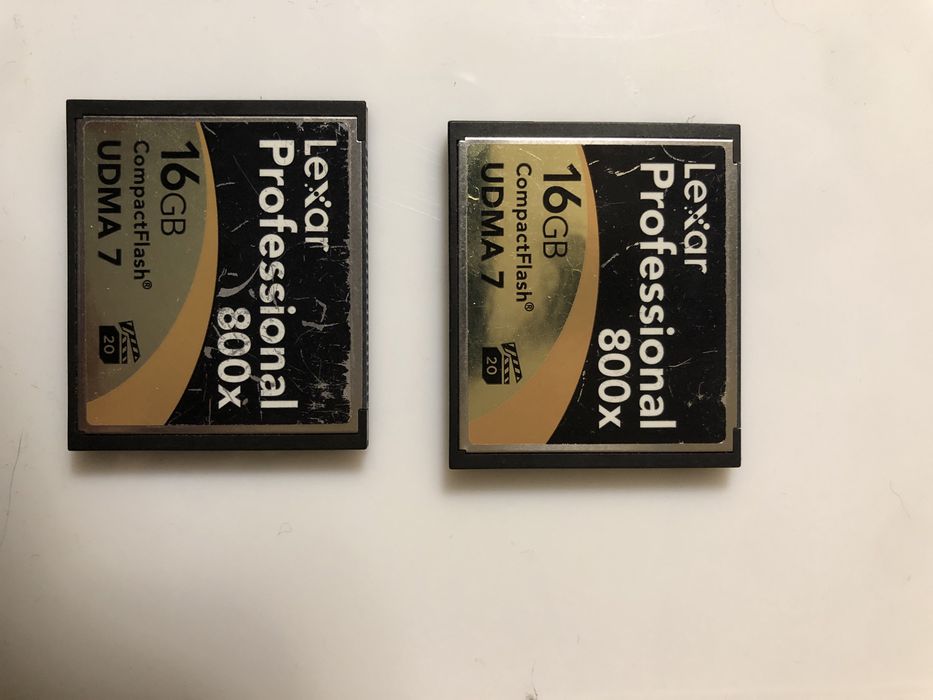 Lexar
Professional
800x
16GB
CompactFlash®
UDMA 7
20
Lexar
Professional
800x
16GB
CompactFlash®
UDMA 7
20